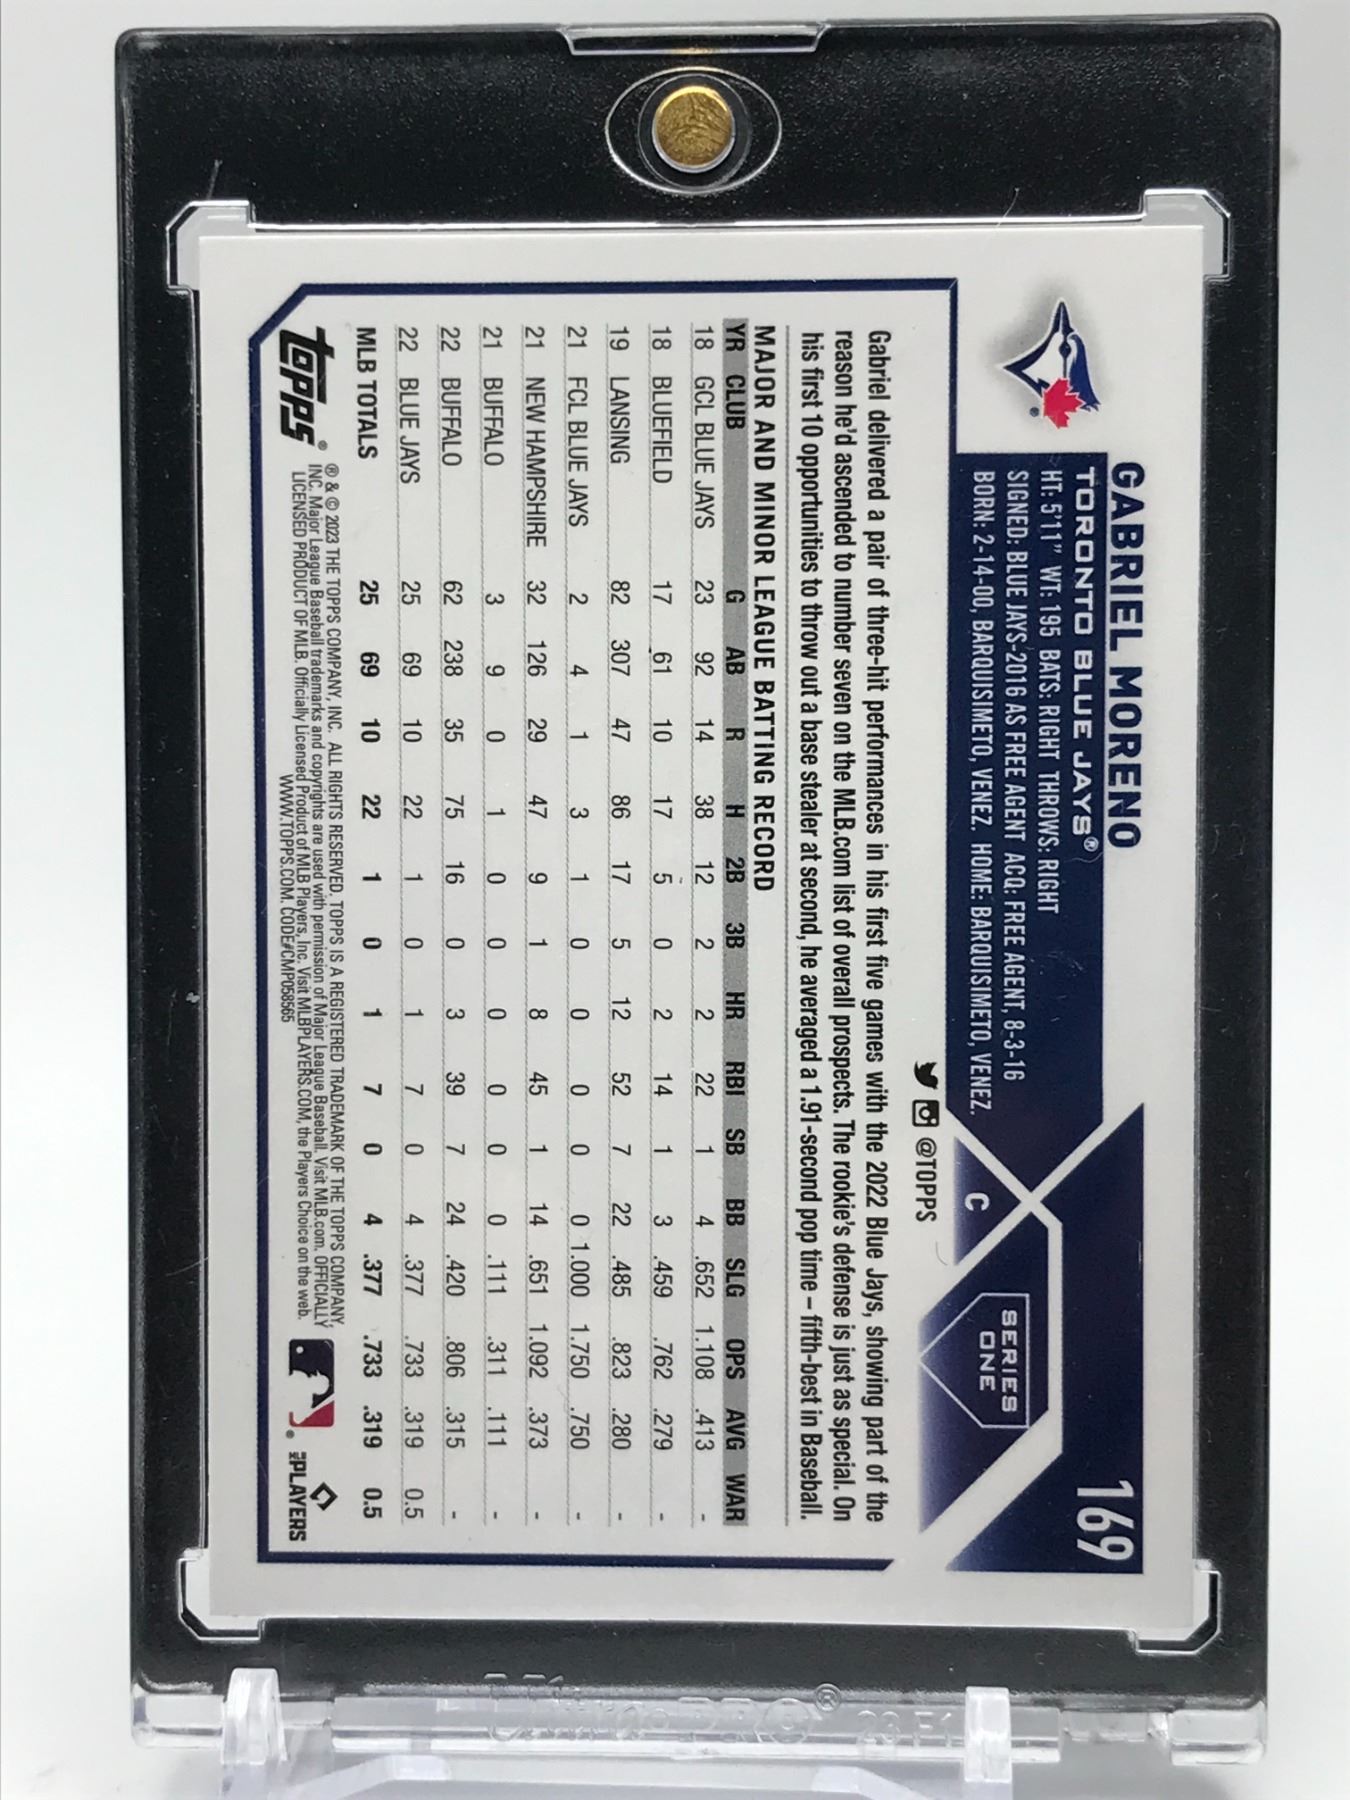 GABRIEL MORENO
169
TORONTO BLUE JAYS®
HT: 5'11" WT: 195 BATS: RIGHT THROWS: RIGHT
SIGNED: BLUE JAYS-2016 AS FREE AGENT ACQ: FREE AGENT, 8-3-16
BORN: 2-14-00, BARQUISIMETO, VENEZ. HOME: BARQUISIMETO, VENEZ.
C
SERIES
ONE
@TOPPS
Gabriel delivered a pair of three-hit performances in his first five games with the 2022 Blue Jays, showing part of the
reason he'd ascended to number seven on the MLB.com list of overall prospects. The rookie's defense is just as special. On
his first 10 opportunities to throw out a base stealer at second, he averaged a 1.91-second pop time – fifth-best in Baseball.
MAJOR AND MINOR LEAGUE BATTING RECORD
YR CLUB G AB R H 2B 3B HR RBI SB BB SLG OPS AVG WAR
18 GCL BLUE JAYS 23 92 14 38 12 2 2 22 1 4 .652 1.108 .413 -
18 BLUEFIELD 17 61 10 17 5 0 2 14 1 3 .459 .762 .279 -
19 LANSING 82 307 47 86 17 5 12 52 7 22 .485 .823 .280 -
21 FCL BLUE JAYS 2 4 1 3 1 0 0 0 0 0 1.000 1.750 .750 -
21 NEW HAMPSHIRE 32 126 29 47 9 1 8 45 1 14 .651 1.092 .373 -
21 BUFFALO 3 9 0 1 0 0 0 0 0 0 .111 .311 .111 -
22 BUFFALO 62 238 35 75 16 0 3 39 7 24 .420 .806 .315 -
22 BLUE JAYS 25 69 10 22 1 0 1 7 0 4 .377 .733 .319 0.5
MLB TOTALS 25 69 10 22 1 0 1 7 0 4 .377 .733 .319 0.5
topps®
® & © 2023 THE TOPPS COMPANY, INC. ALL RIGHTS RESERVED. TOPPS IS A REGISTERED TRADEMARK OF THE TOPPS COMPANY,
INC. Major League Baseball trademarks and copyrights are used with permission of Major League Baseball. Visit MLB.com. OFFICIALLY
LICENSED PRODUCT OF MLB. Officially Licensed Product of MLB Players, Inc. Visit MLBPLAYERS.COM, the Players Choice on the web.
WWW.TOPPS.COM. CODE#CMP058565
MLB PLAYERS
Ultra PRO®